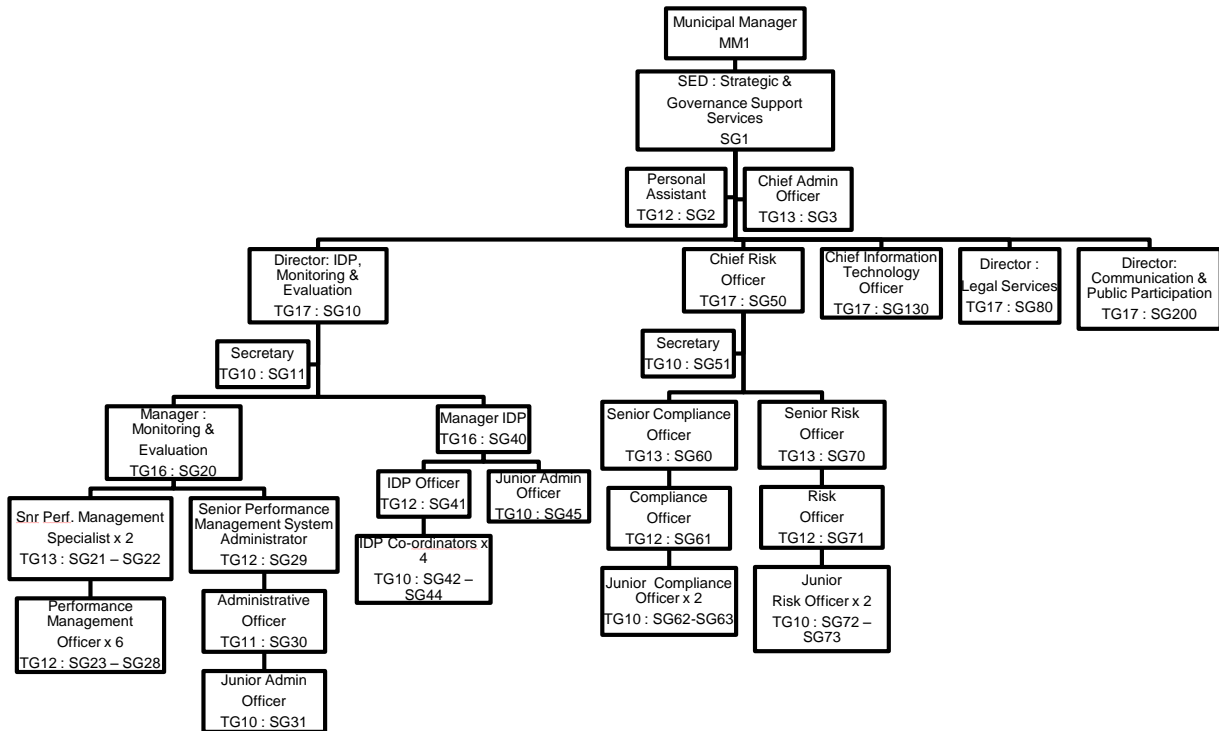 Municipal Manager
MM1
SED : Strategic &
Governance Support
Services
SG1
Personal
Assistant
TG12 : SG2
Chief Admin
Officer
TG13 : SG3
Director: IDP,
Monitoring &
Evaluation
TG17 : SG10
Chief Risk
Officer
TG17 : SG50
Chief Information
Technology
Officer
TG17 : SG130
Director :
Legal Services
TG17 : SG80
Director:
Communication &
Public Participation
TG17 : SG200
Secretary
TG10 : SG11
Secretary
TG10 : SG51
Manager :
Monitoring &
Evaluation
TG16 : SG20
Manager IDP
TG16 : SG40
Senior Compliance
Officer
TG13 : SG60
Senior Risk
Officer
TG13 : SG70
Snr Perf. Management
Specialist x 2
TG13 : SG21 – SG22
Senior Performance
Management System
Administrator
TG12 : SG29
IDP Officer
TG12 : SG41
Junior Admin
Officer
TG10 : SG45
Compliance
Officer
TG12 : SG61
Risk
Officer
TG12 : SG71
IDP Co-ordinators x
4
TG10 : SG42 –
SG44
Junior Compliance
Officer x 2
TG10 : SG62-SG63
Junior
Risk Officer x 2
TG10 : SG72 –
SG73
Performance
Management
Officer x 6
TG12 : SG23 – SG28
Administrative
Officer
TG11 : SG30
Junior Admin
Officer
TG10 : SG31